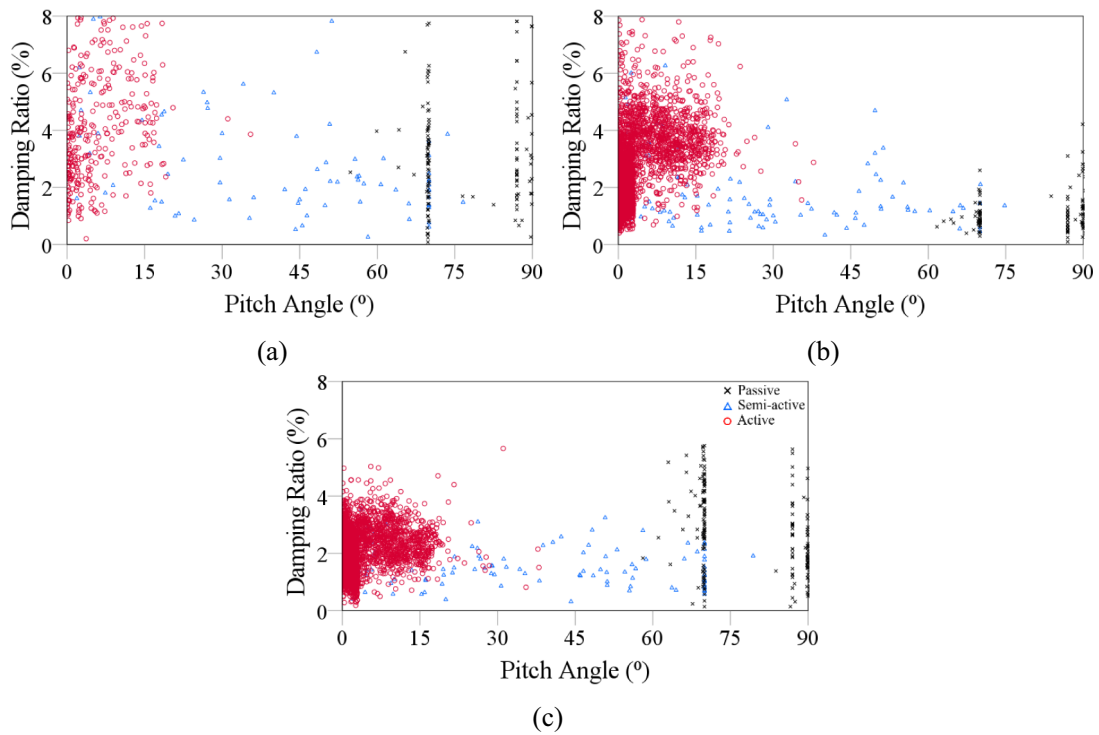 8
6
4
2
0
Damping Ratio (%)
0 15 30 45 60 75 90
Pitch Angle (º)
(a)
8
6
4
2
0
Damping Ratio (%)
0 15 30 45 60 75 90
Pitch Angle (º)
(b)
8
6
4
2
0
Damping Ratio (%)
Passive
Semi-active
Active
0 15 30 45 60 75 90
Pitch Angle (º)
(c)